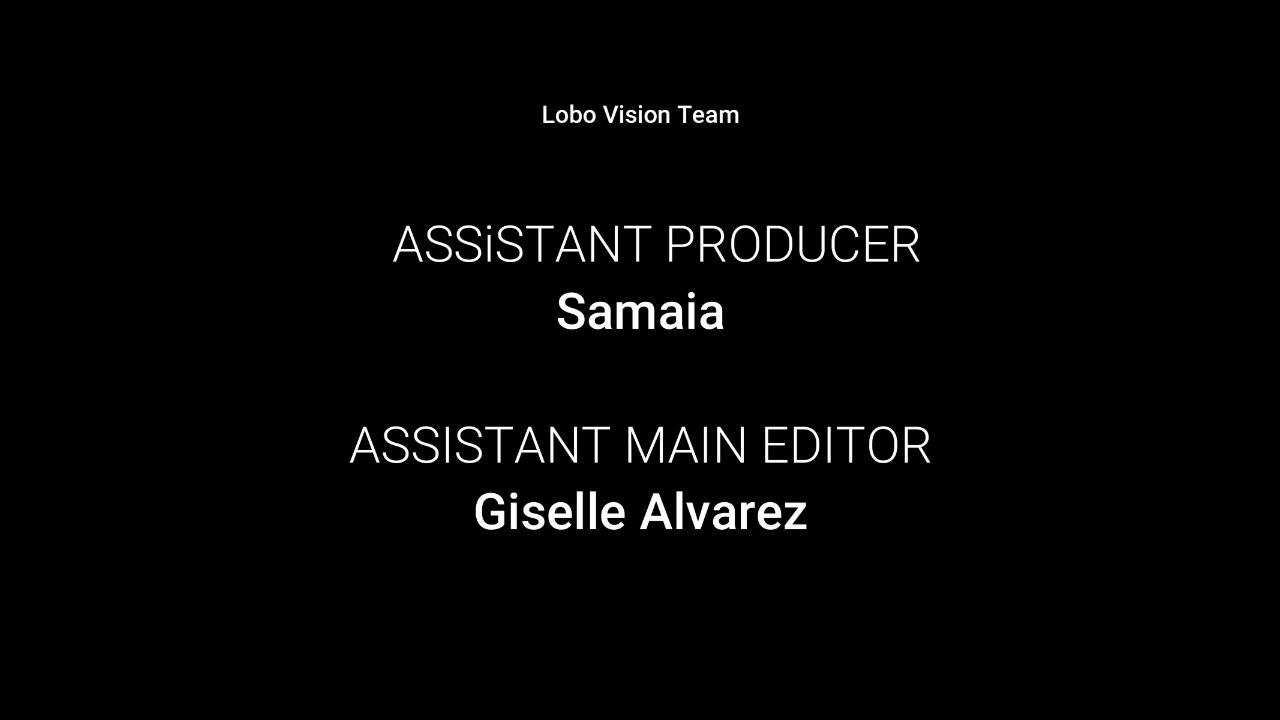 Lobo Vision Team
ASSiSTANT PRODUCER
Samaia
ASSISTANT MAIN EDITOR
Giselle Alvarez